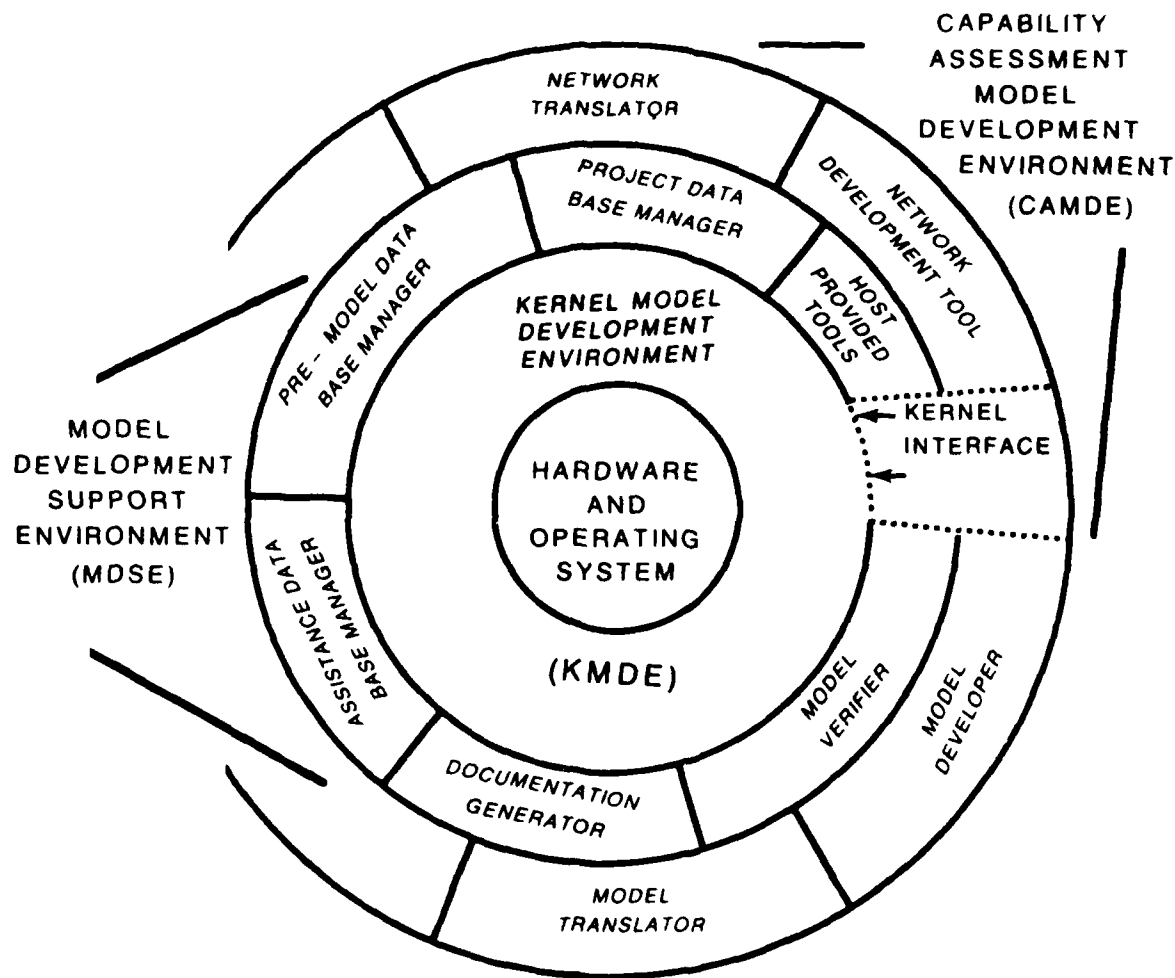 CAPABILITY
ASSESSMENT
MODEL
DEVELOPMENT
ENVIRONMENT
(CAMDE)
NETWORK
TRANSLATOR
NETWORK
DEVELOPMENT TOOL
PROJECT DATA
BASE MANAGER
HOST
PROVIDED
TOOLS
PRE - MODEL DATA
BASE MANAGER
KERNEL MODEL
DEVELOPMENT
ENVIRONMENT
KERNEL
INTERFACE
MODEL
DEVELOPMENT
SUPPORT
ENVIRONMENT
(MDSE)
HARDWARE
AND
OPERATING
SYSTEM
(KMDE)
ASSISTANCE DATA
BASE MANAGER
MODEL
VERIFIER
MODEL
DEVELOPER
DOCUMENTATION
GENERATOR
MODEL
TRANSLATOR